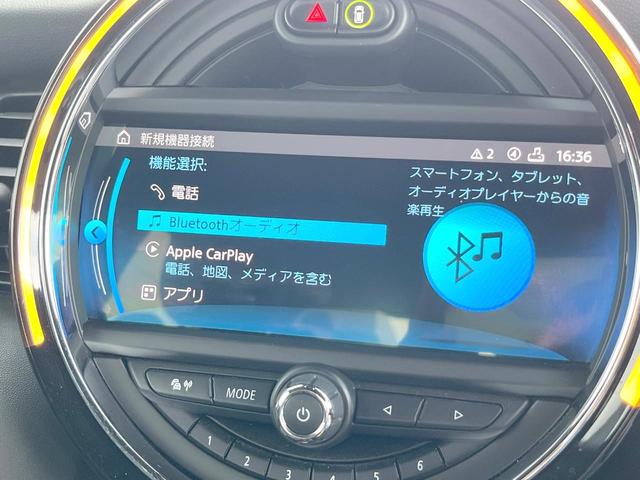 新規機器接続
2
16:36
機能選択:
電話
Bluetoothオーディオ
Apple CarPlay
電話、地図、メディアを含む
アプリ
スマートフォン、タブレット、
オーディオプレイヤーからの音
楽再生
MODE
1
2
3
4
5
6